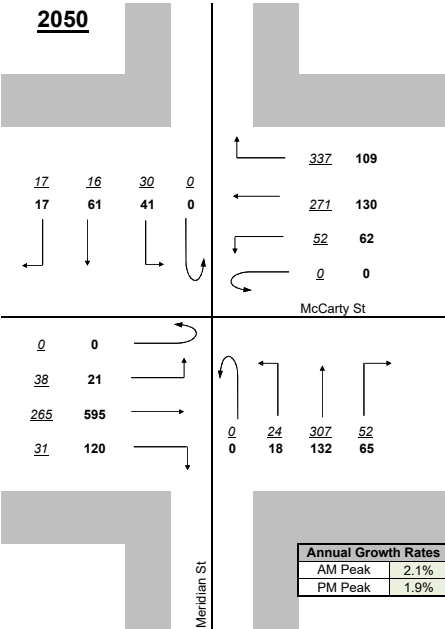 2050
337 109
17 16 30 0
17 61 41 0
271 130
52 62
0 0
McCarty St
0 0
38 21
265 595
31 120
0 24 307 52
0 18 132 65
Meridian St
Annual Growth Rates
AM Peak 2.1%
PM Peak 1.9%